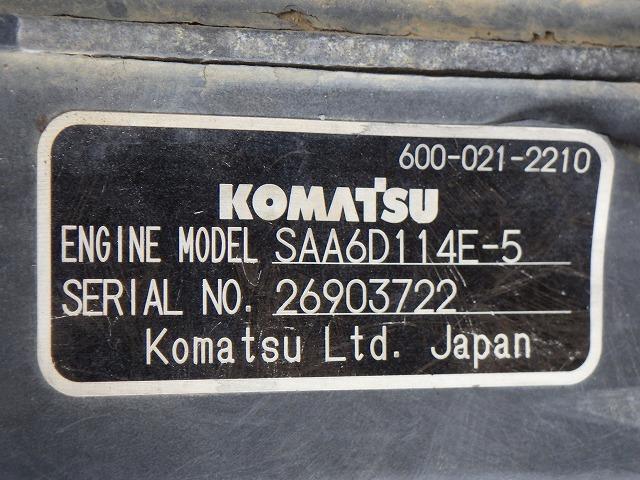 600-021-2210
KOMATSU
ENGINE MODEL SAA6D114E-5
SERIAL NO. 26903722
Komatsu Ltd. Japan